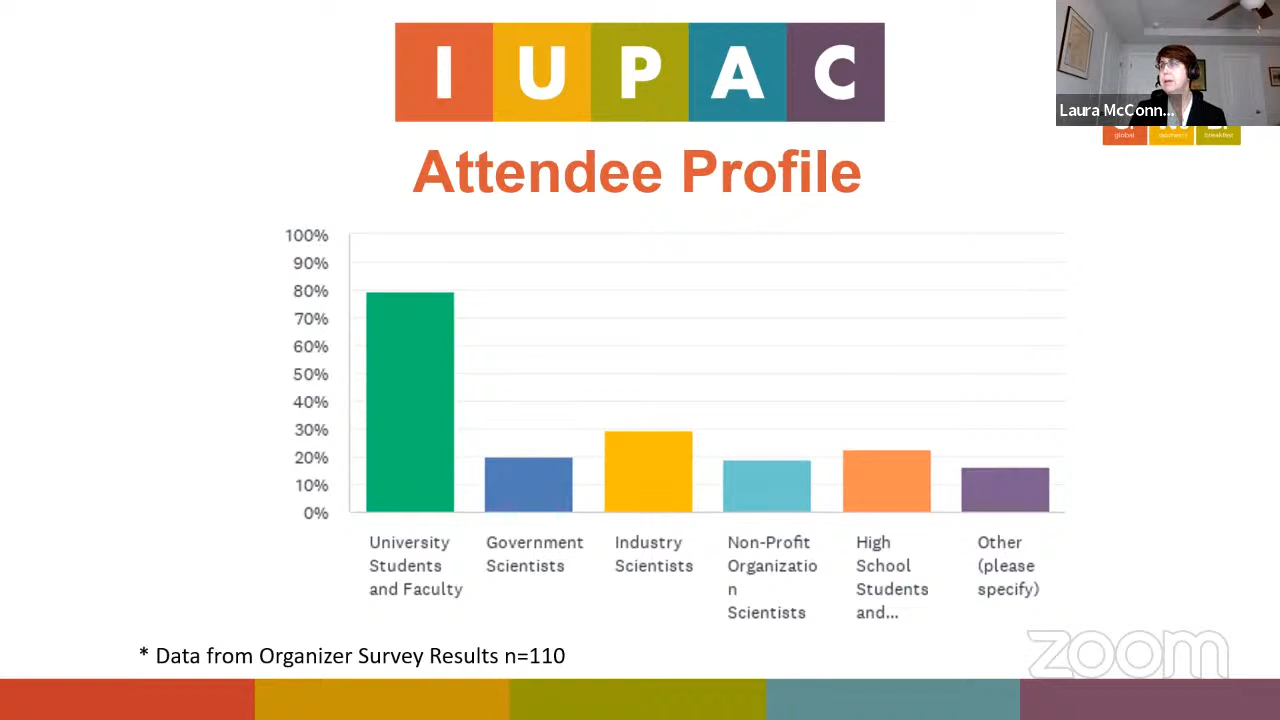 I U P A C
Laura McConn...
global
breakfast
Attendee Profile
100%
90%
80%
70%
60%
50%
40%
30%
20%
10%
0%
University
Students
and Faculty
Government
Scientists
Industry
Scientists
Non-Profit
Organizatio
n
Scientists
High
School
Students
and...
Other
(please
specify)
* Data from Organizer Survey Results n=110
zoom